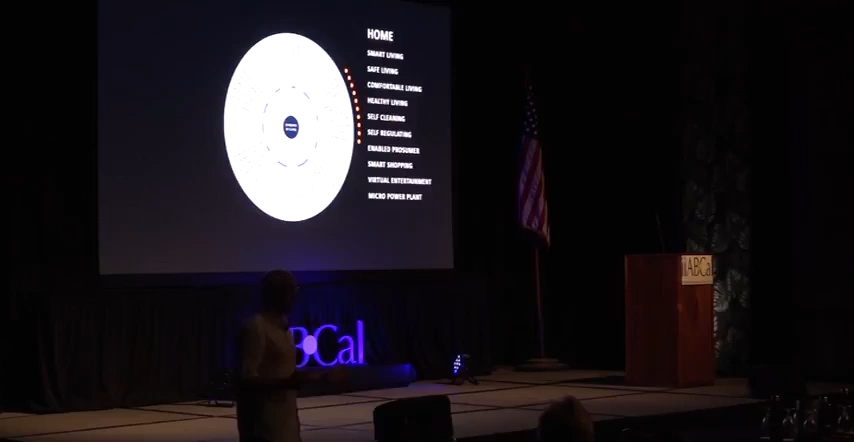 HOME
SMART LIVING
SAFE LIVING
COMFORTABLE LIVING
HEALTHY LIVING
SELF CLEANING
SELF REGULATING
ENABLED PROSUMER
SMART SHOPPING
VIRTUAL ENTERTAINMENT
MICRO POWER PLANT
ABCal
BCal